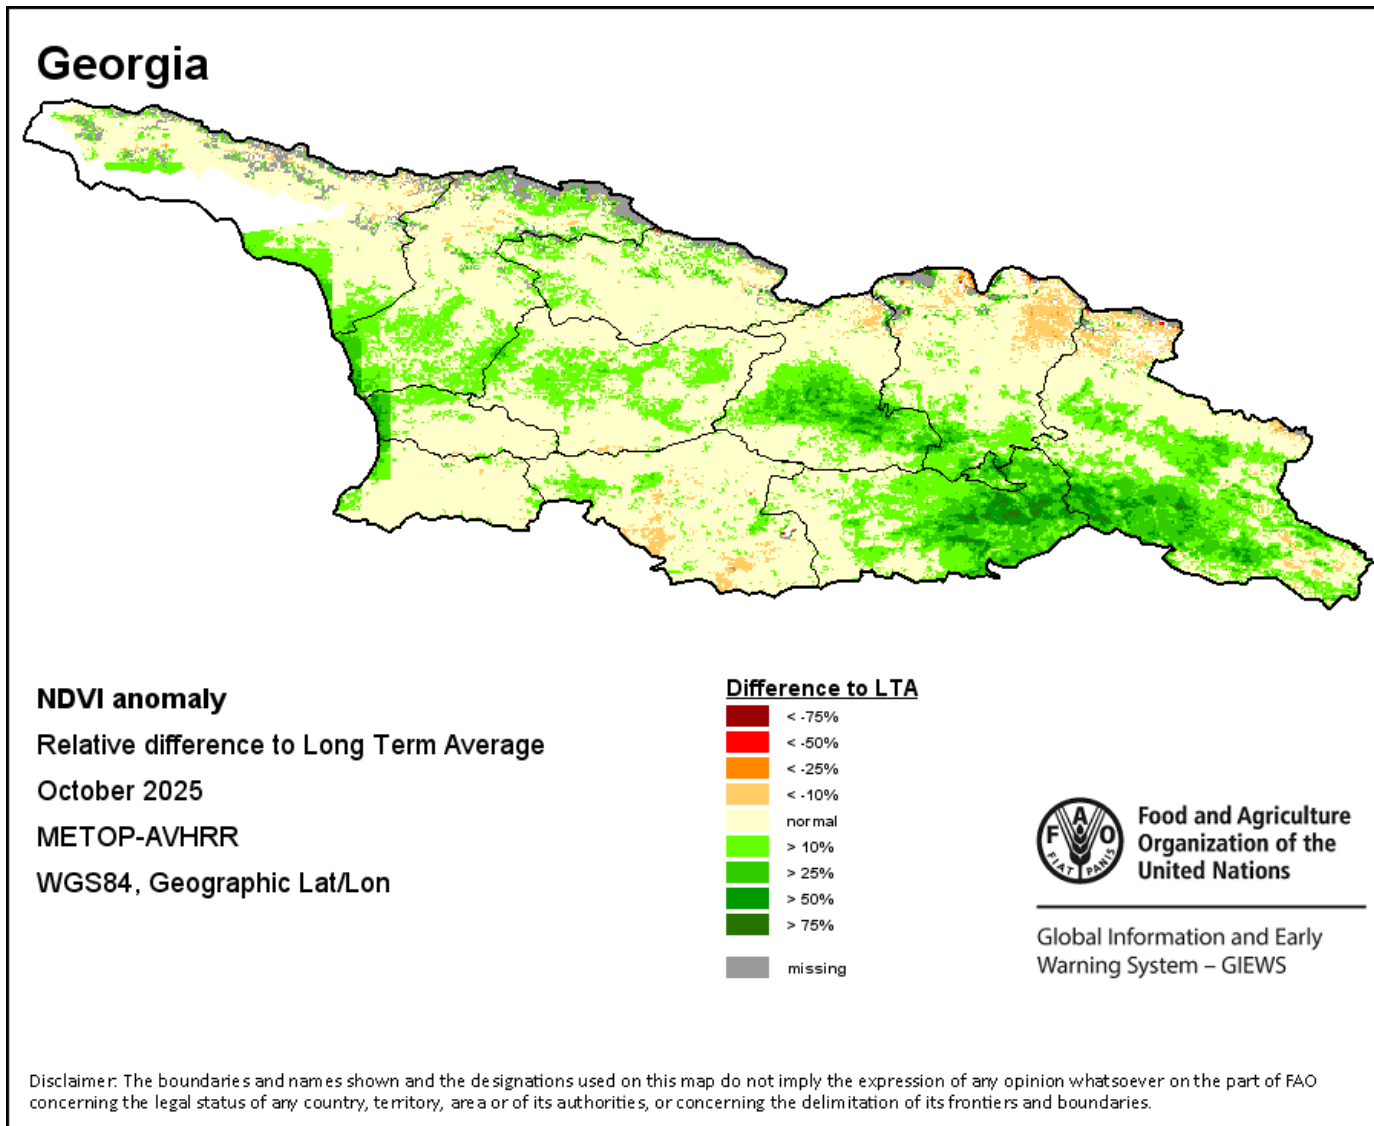 Georgia
NDVI anomaly
Relative difference to Long Term Average
October 2025
METOP-AVHRR
WGS84, Geographic Lat/Lon
Difference to LTA
< -75%
< -50%
< -25%
< -10%
normal
> 10%
> 25%
> 50%
> 75%
missing
F A O
FIAT PANIS
Food and Agriculture
Organization of the
United Nations
Global Information and Early
Warning System – GIEWS
Disclaimer: The boundaries and names shown and the designations used on this map do not imply the expression of any opinion whatsoever on the part of FAO
concerning the legal status of any country, territory, area or of its authorities, or concerning the delimitation of its frontiers and boundaries.